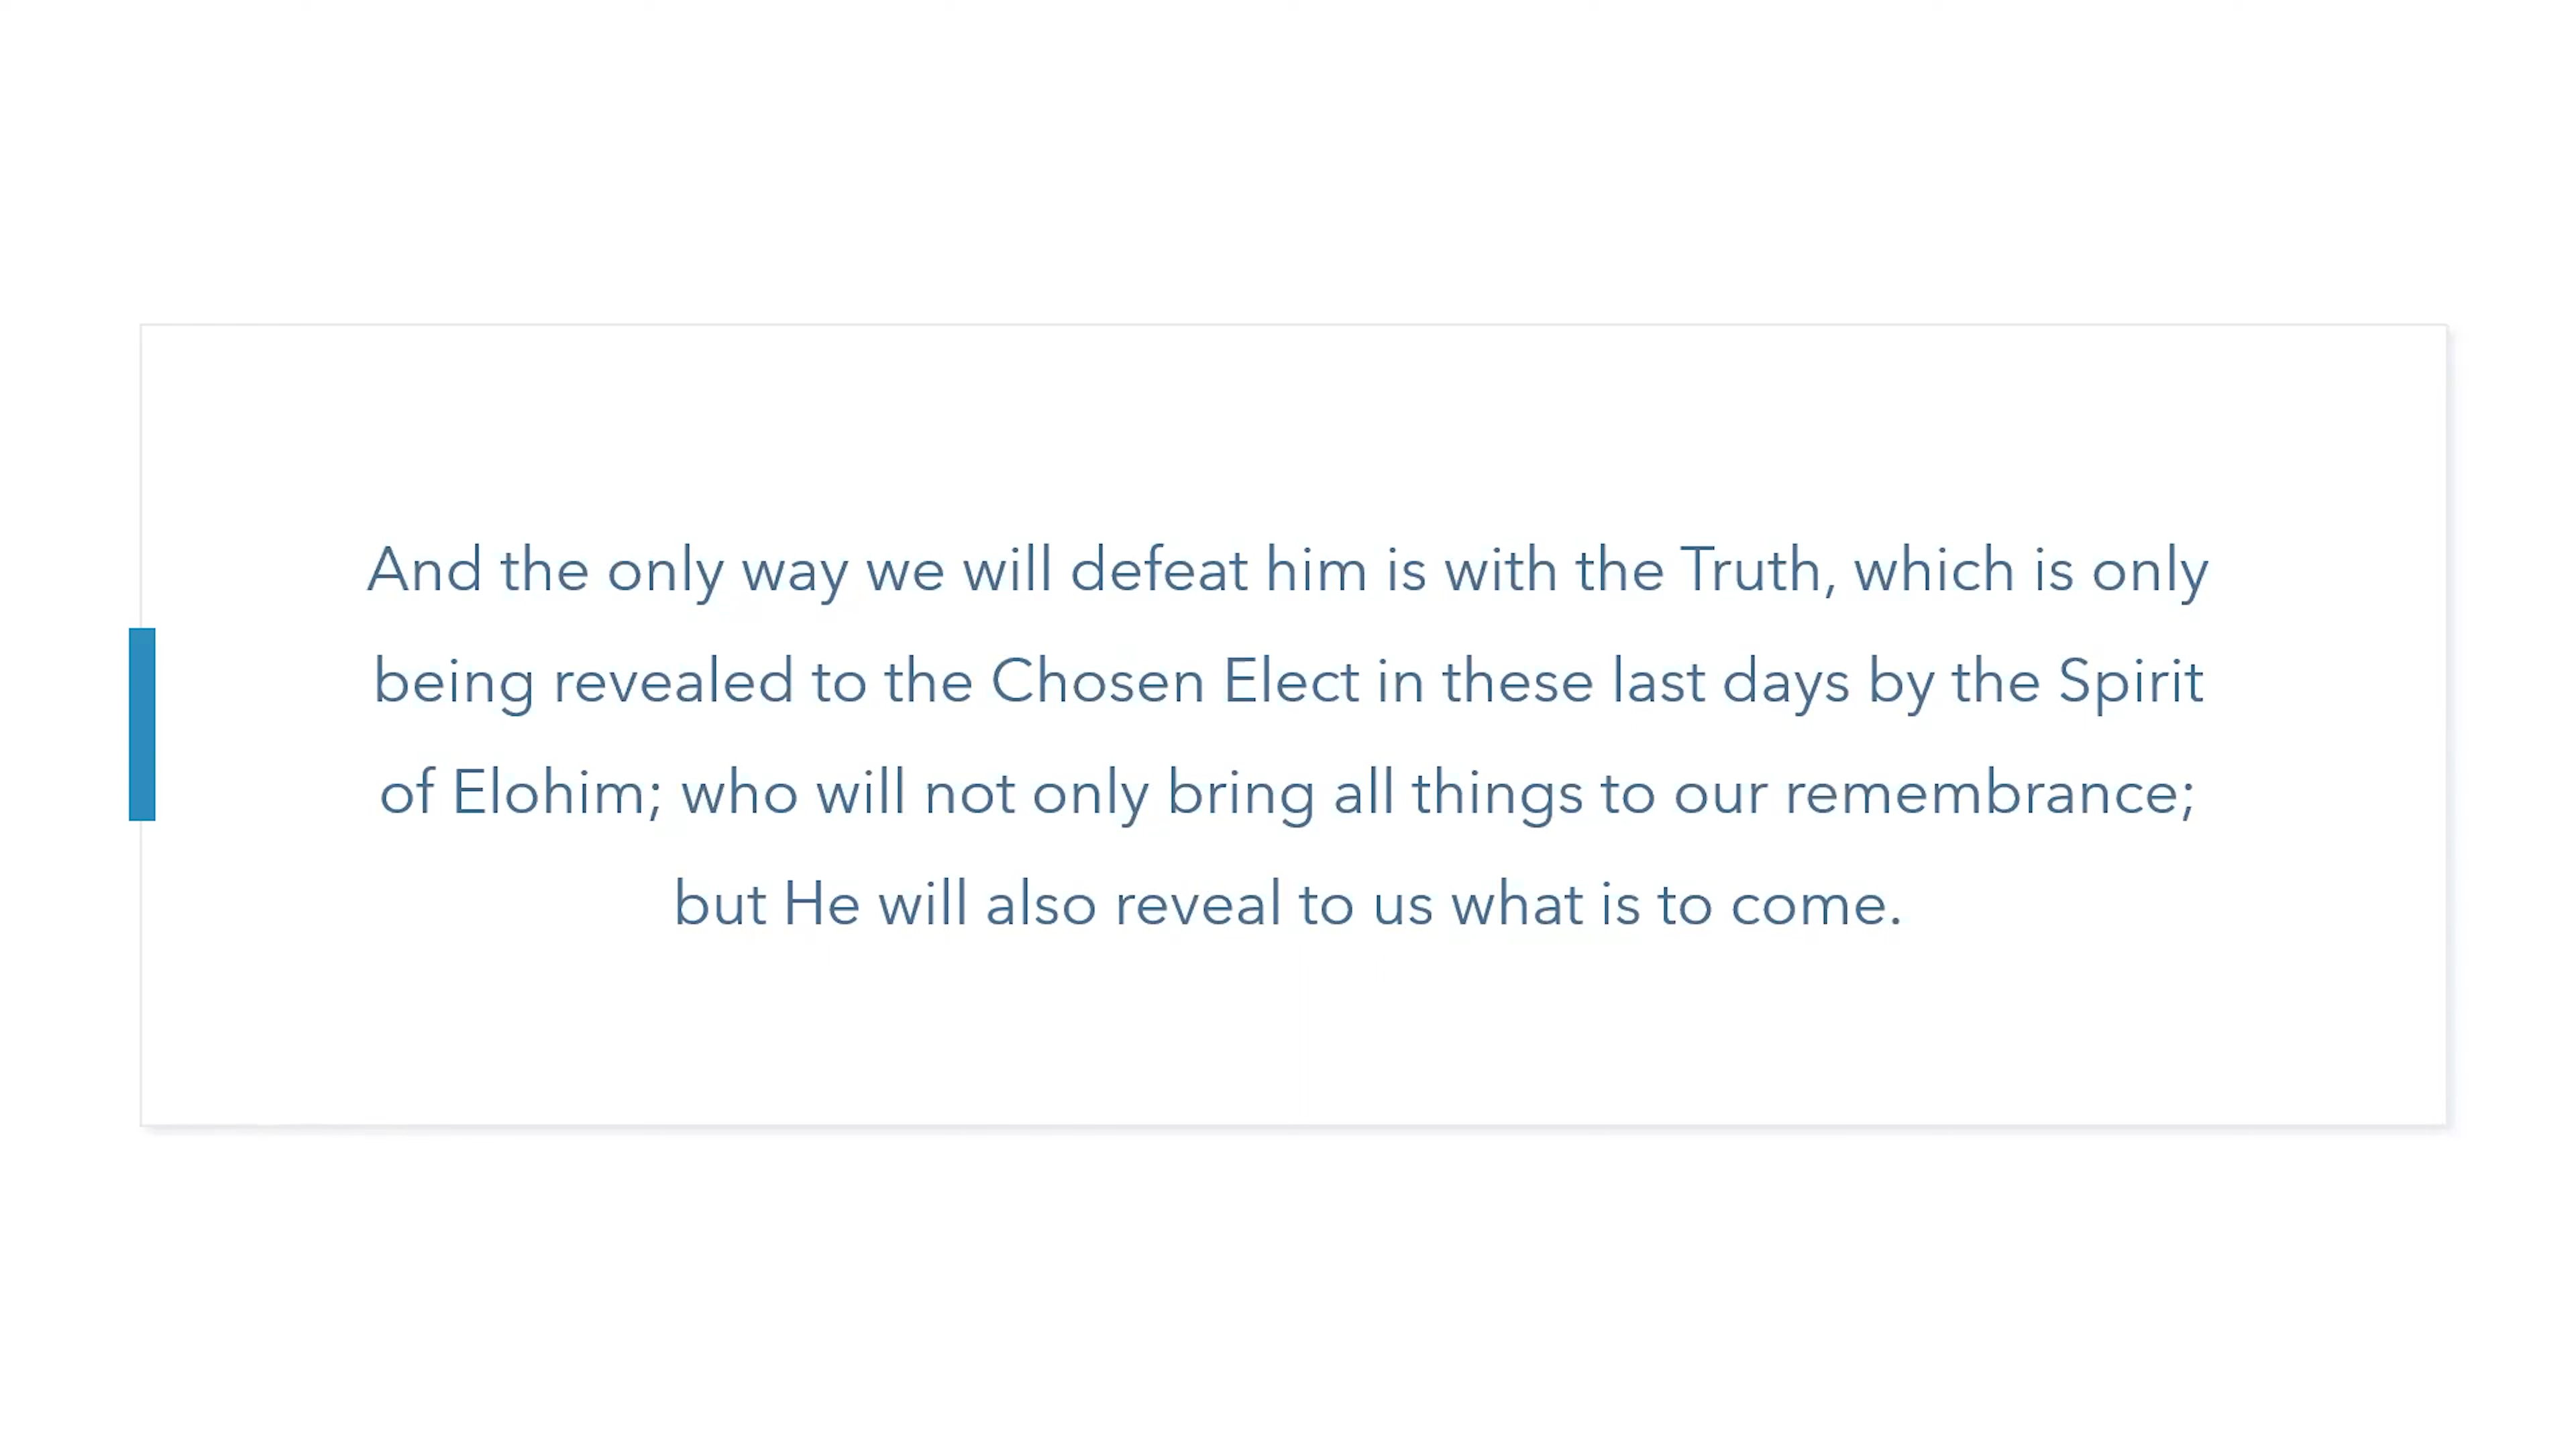 And the only way we will defeat him is with the Truth, which is only
being revealed to the Chosen Elect in these last days by the Spirit
of Elohim; who will not only bring all things to our remembrance;
but He will also reveal to us what is to come.